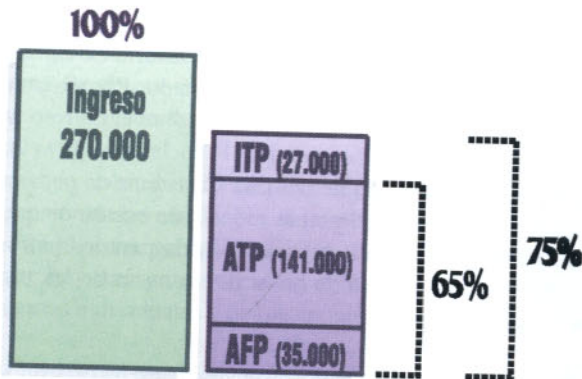 100%
Ingreso
270.000
ITP (27.000)
ATP (141.000)
AFP (35.000)
65%
75%